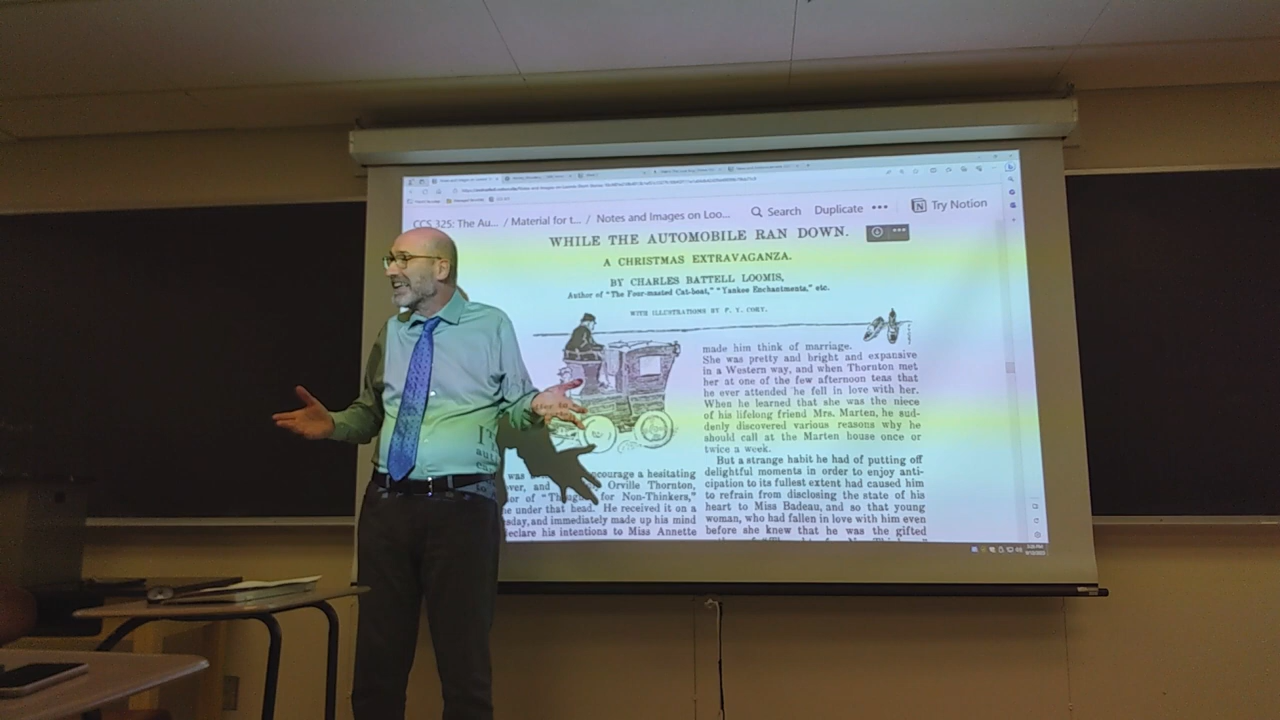 CCS 325: The Au... / Material for t... / Notes and Images on Loo... Search Duplicate ••• Try Notion
WHILE THE AUTOMOBILE RAN DOWN.
A CHRISTMAS EXTRAVAGANZA.
BY CHARLES BATTELL LOOMIS,
Author of "The Four-masted Cat-boat," "Yankee Enchantments," etc.
WITH ILLUSTRATIONS BY F. Y. CORY.
was encourage a hesitating
over, and Orville Thornton,
or of "Though for Non-Thinkers,"
e under that head. He received it on a
sday, and immediately made up his mind
eclare his intentions to Miss Annette
made him think of marriage.
She was pretty and bright and expansive
in a Western way, and when Thornton met
her at one of the few afternoon teas that
he ever attended he fell in love with her.
When he learned that she was the niece
of his lifelong friend Mrs. Marten, he sud-
denly discovered various reasons why he
should call at the Marten house once or
twice a week.
But a strange habit he had of putting off
delightful moments in order to enjoy anti-
cipation to its fullest extent had caused him
to refrain from disclosing the state of his
heart to Miss Badeau, and so that young
woman, who had fallen in love with him even
before she knew that he was the gifted